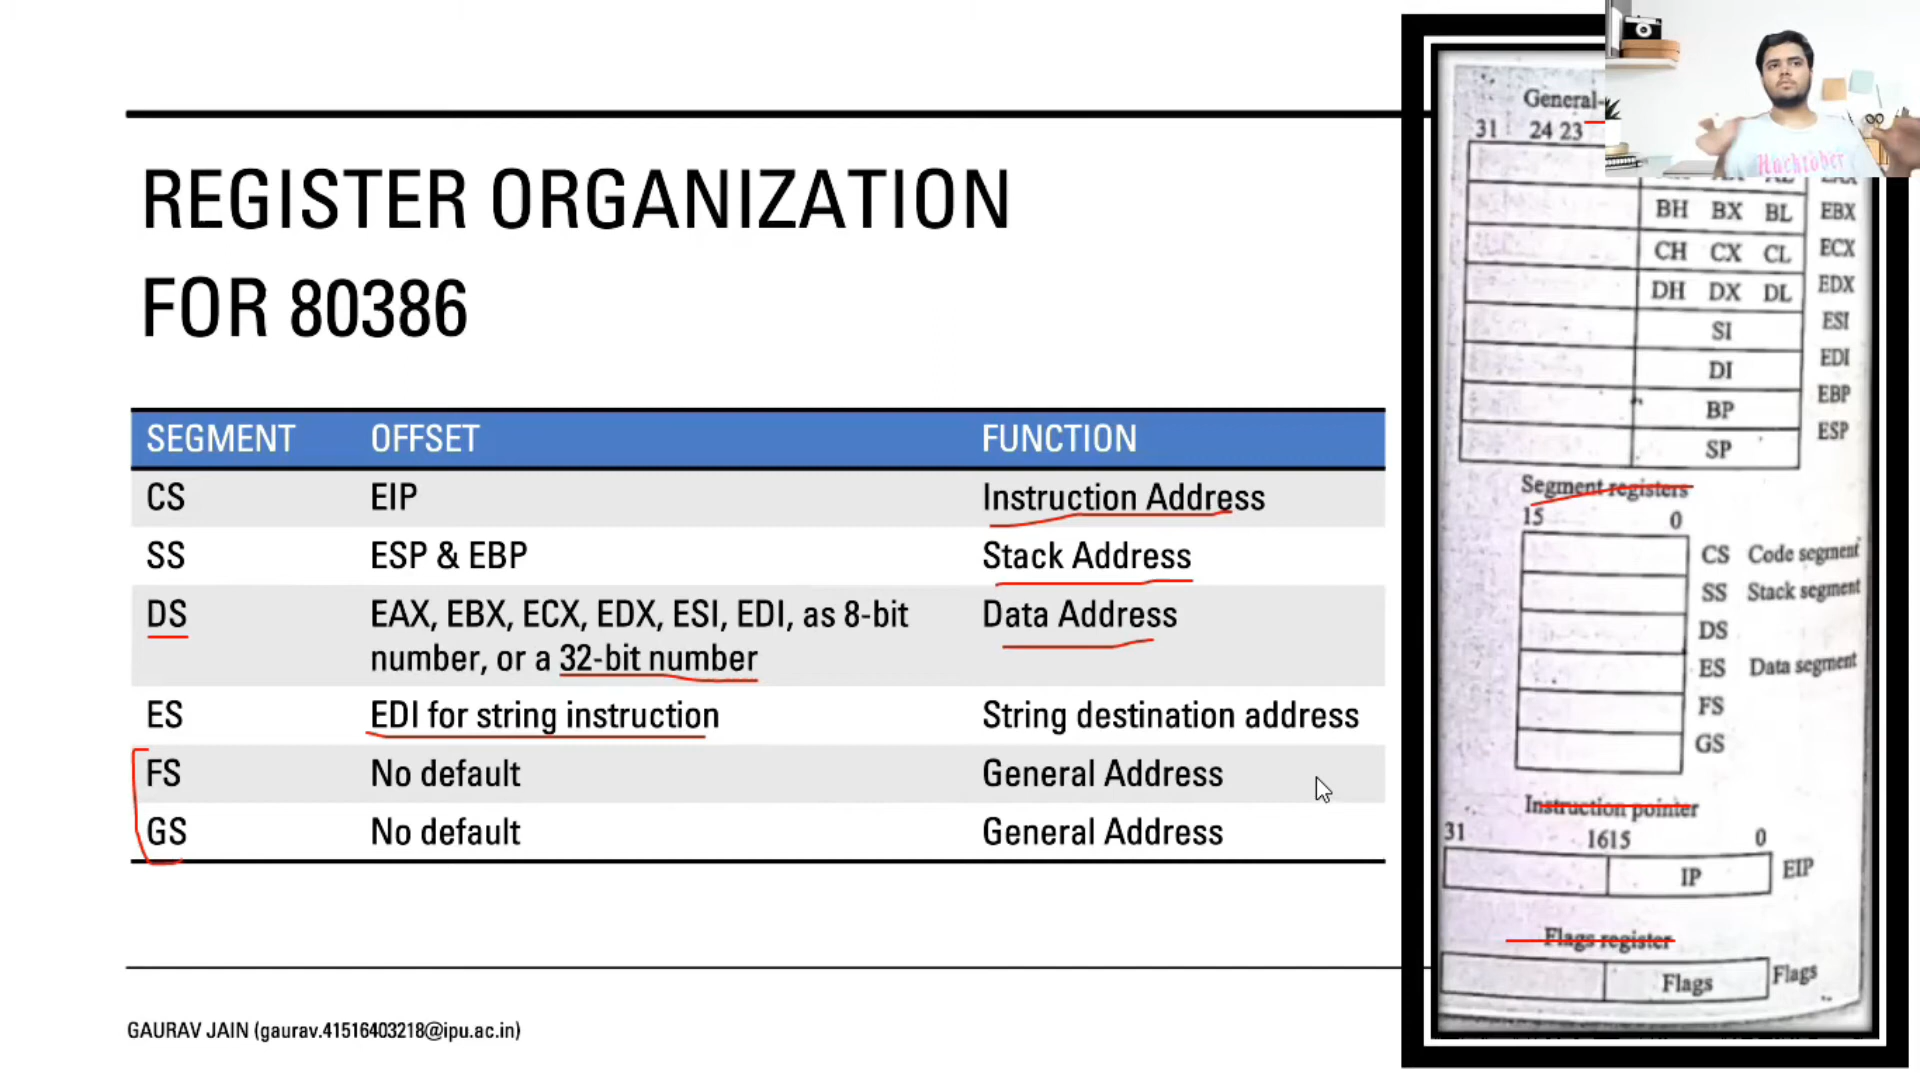 REGISTER ORGANIZATION
FOR 80386
SEGMENT OFFSET FUNCTION
CS EIP Instruction Address
SS ESP & EBP Stack Address
DS EAX, EBX, ECX, EDX, ESI, EDI, as 8-bit Data Address
number, or a 32-bit number
ES EDI for string instruction String destination address
FS No default General Address
GS No default General Address
GAURAV JAIN (gaurav.41516403218@ipu.ac.in)
General-
31 24 23
EAX
BH BX BL EBX
CH CX CL ECX
DH DX DL EDX
SI ESI
DI EDI
BP EBP
SP ESP
Segment registers
15 0
CS Code segment
SS Stack segment
DS
ES Data segment
FS
GS
Instruction pointer
31 1615 0
IP EIP
Flags register
Flags Flags
Hacktober